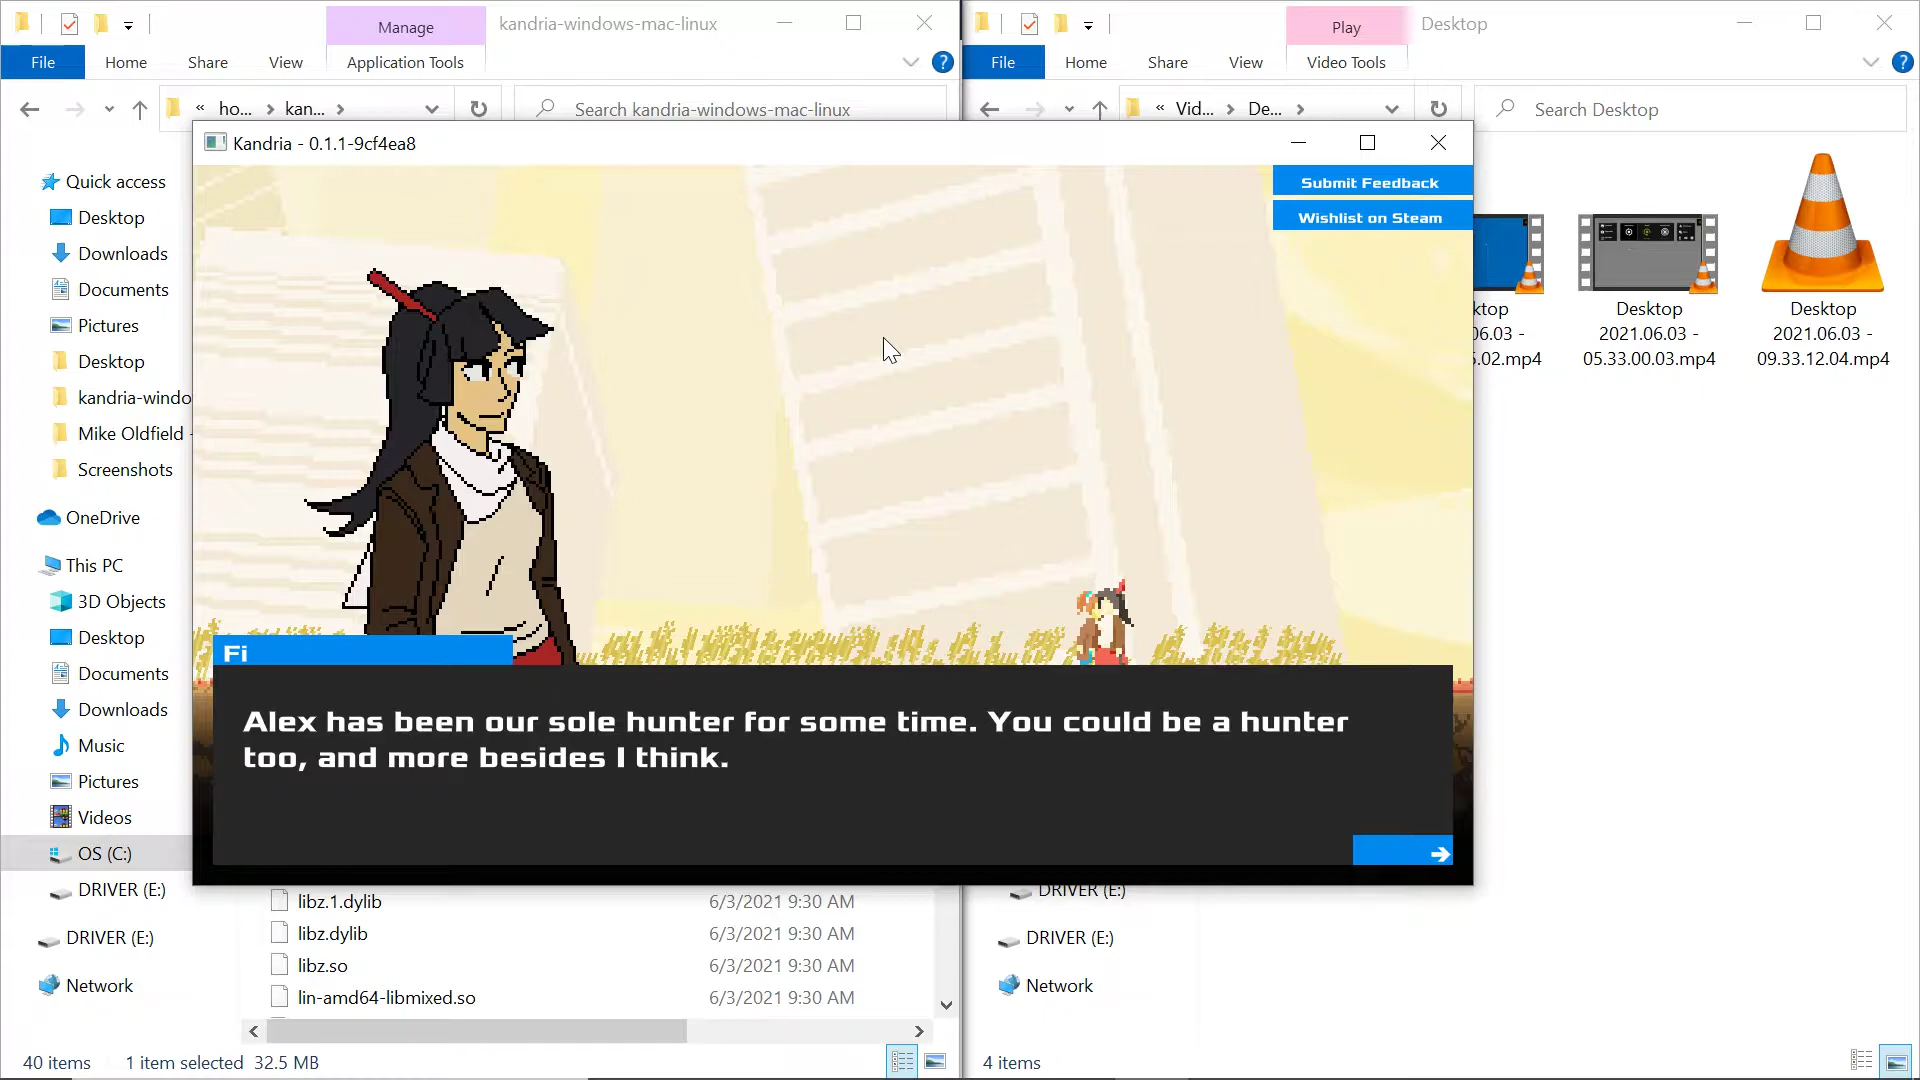 Manage
kandria-windows-mac-linux
File
Home
Share
View
Application Tools
« ho... > kan... >
Search kandria-windows-mac-linux
Play
Desktop
File
Home
Share
View
Video Tools
« Vid... > De... >
Search Desktop
Kandria - 0.1.1-9cf4ea8
Submit Feedback
Wishlist on Steam
Quick access
Desktop
Downloads
Documents
Pictures
Desktop
kandria-windo
Mike Oldfield -
Screenshots
OneDrive
This PC
3D Objects
Desktop
Documents
Downloads
Music
Pictures
Videos
OS (C:)
DRIVER (E:)
DRIVER (E:)
Network
Fi
Alex has been our sole hunter for some time. You could be a hunter
too, and more besides I think.
Desktop
2021.06.03 -
05.33.00.03.mp4
Desktop
2021.06.03 -
09.33.12.04.mp4
libz.1.dylib 6/3/2021 9:30 AM
libz.dylib 6/3/2021 9:30 AM
libz.so 6/3/2021 9:30 AM
lin-amd64-libmixed.so 6/3/2021 9:30 AM
DRIVER (E:)
DRIVER (E:)
Network
40 items 1 item selected 32.5 MB
4 items